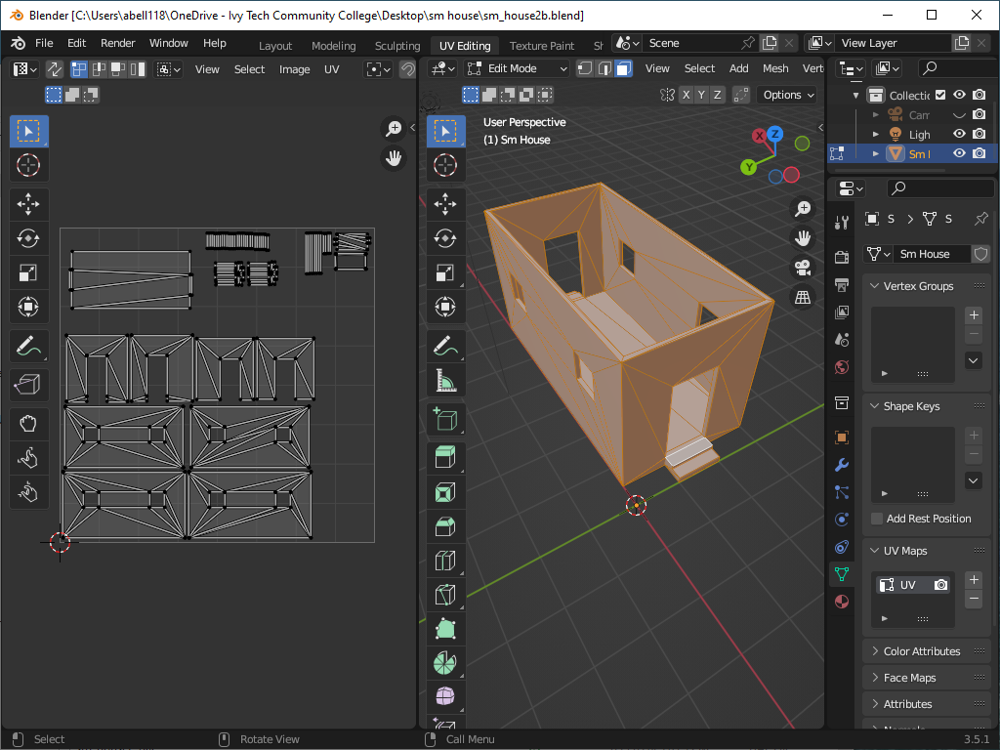 Blender [C:\Users\abell118\OneDrive - Ivy Tech Community College\Desktop\sm house\sm_house2b.blend]
File Edit Render Window Help Layout Modeling Sculpting UV Editing Texture Paint Sh Scene View Layer
View Select Image UV Edit Mode View Select Add Mesh Vert
X Y Z Options Collectic
User Perspective Cam
(1) Sm House Ligh
X Z Sm I
Y
S S
Sm House
Vertex Groups
Shape Keys
Add Rest Position
UV Maps
UV
Color Attributes
Face Maps
Attributes
Normals
Select Rotate View Call Menu 3.5.1